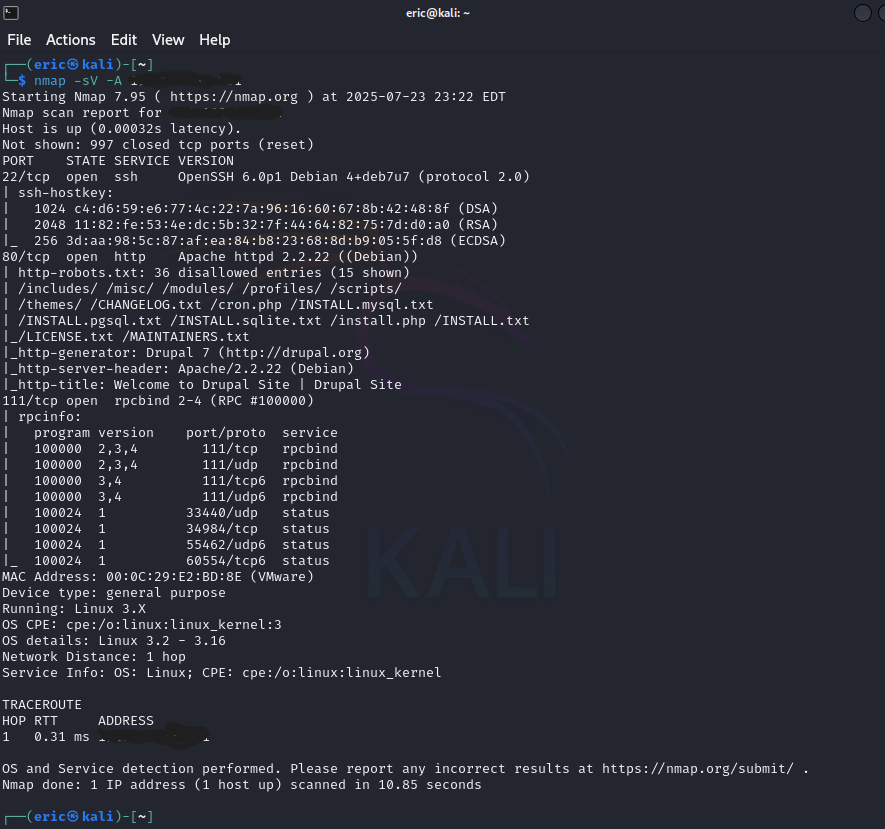 eric@kali: ~
File Actions Edit View Help
┌──(eric㉿kali)-[~]
└─$ nmap -sV -A
Starting Nmap 7.95 ( https://nmap.org ) at 2025-07-23 23:22 EDT
Nmap scan report for
Host is up (0.00032s latency).
Not shown: 997 closed tcp ports (reset)
PORT    STATE SERVICE VERSION
22/tcp  open  ssh     OpenSSH 6.0p1 Debian 4+deb7u7 (protocol 2.0)
| ssh-hostkey:
|   1024 c4:d6:59:e6:77:4c:22:7a:96:16:60:67:8b:42:48:8f (DSA)
|   2048 11:82:fe:53:4e:dc:5b:32:7f:44:64:82:75:7d:d0:a0 (RSA)
|_  256 3d:aa:98:5c:87:af:ea:84:b8:23:68:8d:b9:05:5f:d8 (ECDSA)
80/tcp  open  http    Apache httpd 2.2.22 ((Debian))
| http-robots.txt: 36 disallowed entries (15 shown)
| /includes/ /misc/ /modules/ /profiles/ /scripts/
| /themes/ /CHANGELOG.txt /cron.php /INSTALL.mysql.txt
| /INSTALL.pgsql.txt /INSTALL.sqlite.txt /install.php /INSTALL.txt
|_/LICENSE.txt /MAINTAINERS.txt
|_http-generator: Drupal 7 (http://drupal.org)
|_http-server-header: Apache/2.2.22 (Debian)
|_http-title: Welcome to Drupal Site | Drupal Site
111/tcp open  rpcbind 2-4 (RPC #100000)
| rpcinfo:
|   program version    port/proto  service
|   100000  2,3,4        111/tcp   rpcbind
|   100000  2,3,4        111/udp   rpcbind
|   100000  3,4          111/tcp6  rpcbind
|   100000  3,4          111/udp6  rpcbind
|   100024  1          33440/udp   status
|   100024  1          34984/tcp   status
|   100024  1          55462/udp6  status
|_  100024  1          60554/tcp6  status
MAC Address: 00:0C:29:E2:BD:8E (VMware)
Device type: general purpose
Running: Linux 3.X
OS CPE: cpe:/o:linux:linux_kernel:3
OS details: Linux 3.2 - 3.16
Network Distance: 1 hop
Service Info: OS: Linux; CPE: cpe:/o:linux:linux_kernel
TRACEROUTE
HOP RTT     ADDRESS
1   0.31 ms
OS and Service detection performed. Please report any incorrect results at https://nmap.org/submit/ .
Nmap done: 1 IP address (1 host up) scanned in 10.85 seconds
┌──(eric㉿kali)-[~]
KALI